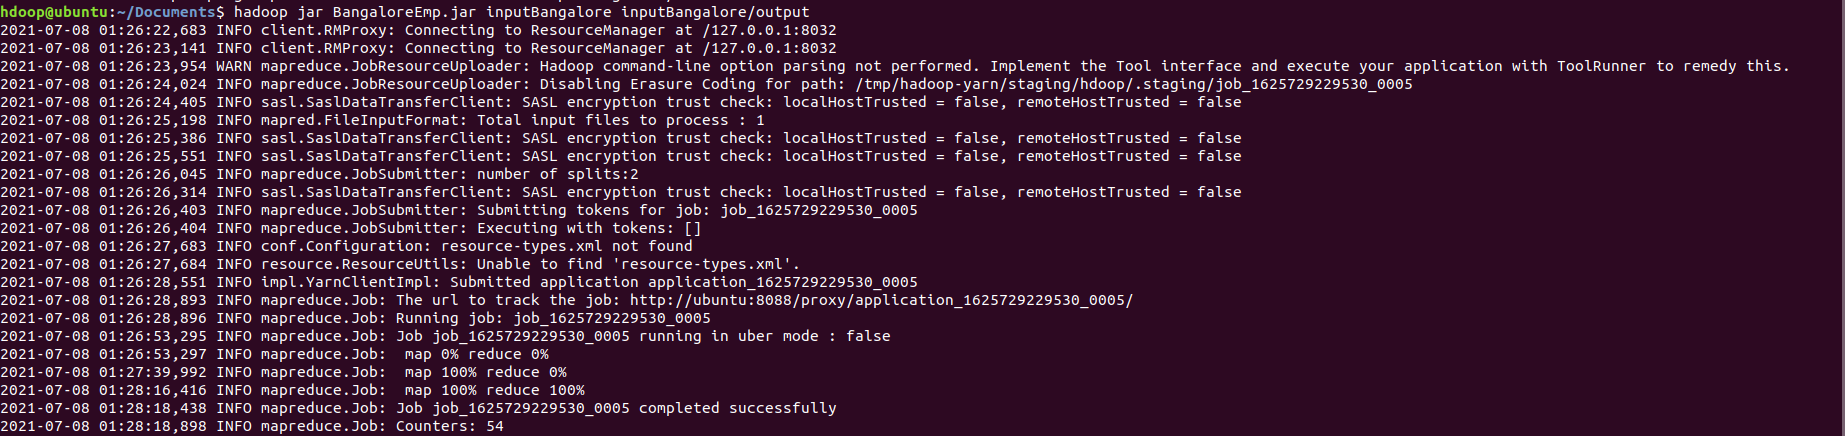 hdoop@ubuntu:~/Documents$ hadoop jar BangaloreEmp.jar inputBangalore inputBangalore/output
2021-07-08 01:26:22,683 INFO client.RMProxy: Connecting to ResourceManager at /127.0.0.1:8032
2021-07-08 01:26:23,141 INFO client.RMProxy: Connecting to ResourceManager at /127.0.0.1:8032
2021-07-08 01:26:23,954 WARN mapreduce.JobResourceUploader: Hadoop command-line option parsing not performed. Implement the Tool interface and execute your application with ToolRunner to remedy this.
2021-07-08 01:26:24,024 INFO mapreduce.JobResourceUploader: Disabling Erasure Coding for path: /tmp/hadoop-yarn/staging/hdoop/.staging/job_1625729229530_0005
2021-07-08 01:26:24,405 INFO sasl.SaslDataTransferClient: SASL encryption trust check: localHostTrusted = false, remoteHostTrusted = false
2021-07-08 01:26:25,198 INFO mapred.FileInputFormat: Total input files to process : 1
2021-07-08 01:26:25,386 INFO sasl.SaslDataTransferClient: SASL encryption trust check: localHostTrusted = false, remoteHostTrusted = false
2021-07-08 01:26:25,551 INFO sasl.SaslDataTransferClient: SASL encryption trust check: localHostTrusted = false, remoteHostTrusted = false
2021-07-08 01:26:26,045 INFO mapreduce.JobSubmitter: number of splits:2
2021-07-08 01:26:26,314 INFO sasl.SaslDataTransferClient: SASL encryption trust check: localHostTrusted = false, remoteHostTrusted = false
2021-07-08 01:26:26,403 INFO mapreduce.JobSubmitter: Submitting tokens for job: job_1625729229530_0005
2021-07-08 01:26:26,404 INFO mapreduce.JobSubmitter: Executing with tokens: []
2021-07-08 01:26:27,683 INFO conf.Configuration: resource-types.xml not found
2021-07-08 01:26:27,684 INFO resource.ResourceUtils: Unable to find 'resource-types.xml'.
2021-07-08 01:26:28,551 INFO impl.YarnClientImpl: Submitted application application_1625729229530_0005
2021-07-08 01:26:28,893 INFO mapreduce.Job: The url to track the job: http://ubuntu:8088/proxy/application_1625729229530_0005/
2021-07-08 01:26:28,896 INFO mapreduce.Job: Running job: job_1625729229530_0005
2021-07-08 01:26:53,295 INFO mapreduce.Job: Job job_1625729229530_0005 running in uber mode : false
2021-07-08 01:26:53,297 INFO mapreduce.Job:  map 0% reduce 0%
2021-07-08 01:27:39,992 INFO mapreduce.Job:  map 100% reduce 0%
2021-07-08 01:28:16,416 INFO mapreduce.Job:  map 100% reduce 100%
2021-07-08 01:28:18,438 INFO mapreduce.Job: Job job_1625729229530_0005 completed successfully
2021-07-08 01:28:18,898 INFO mapreduce.Job: Counters: 54